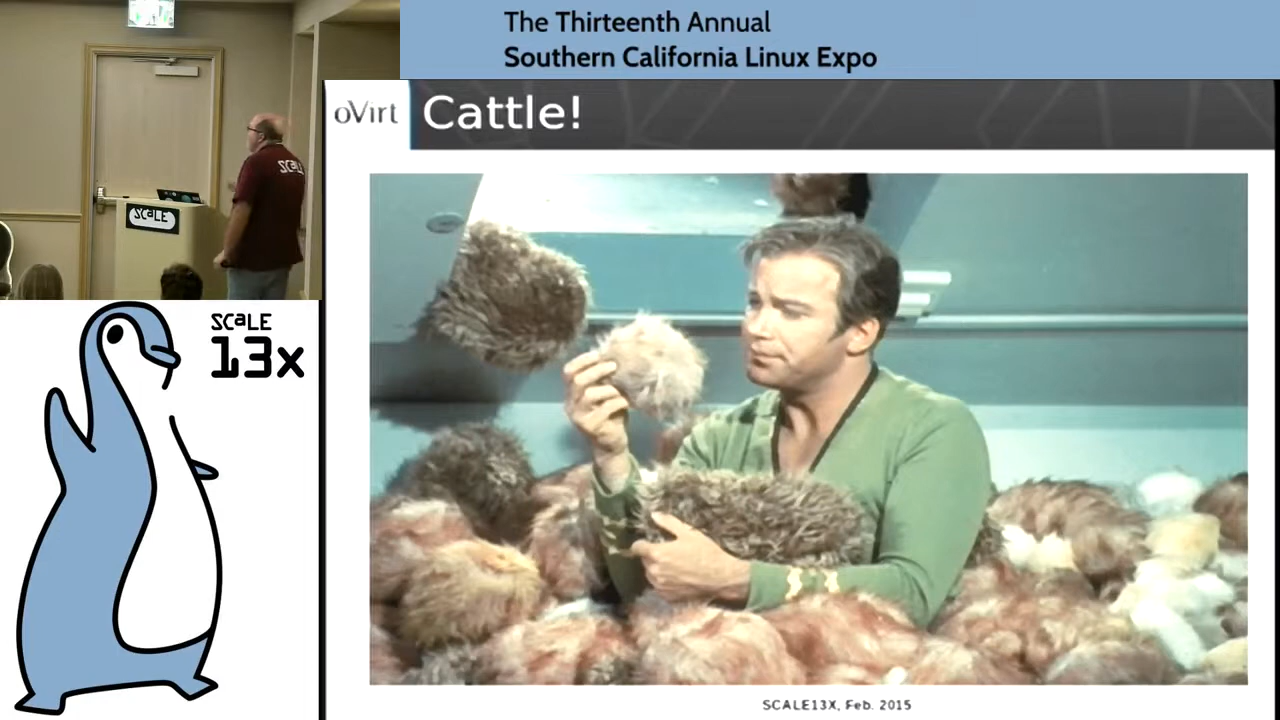 The Thirteenth Annual
Southern California Linux Expo
oVirt
Cattle!
SCALE
SCALE
SCALE
13x
SCALE13X, Feb. 2015